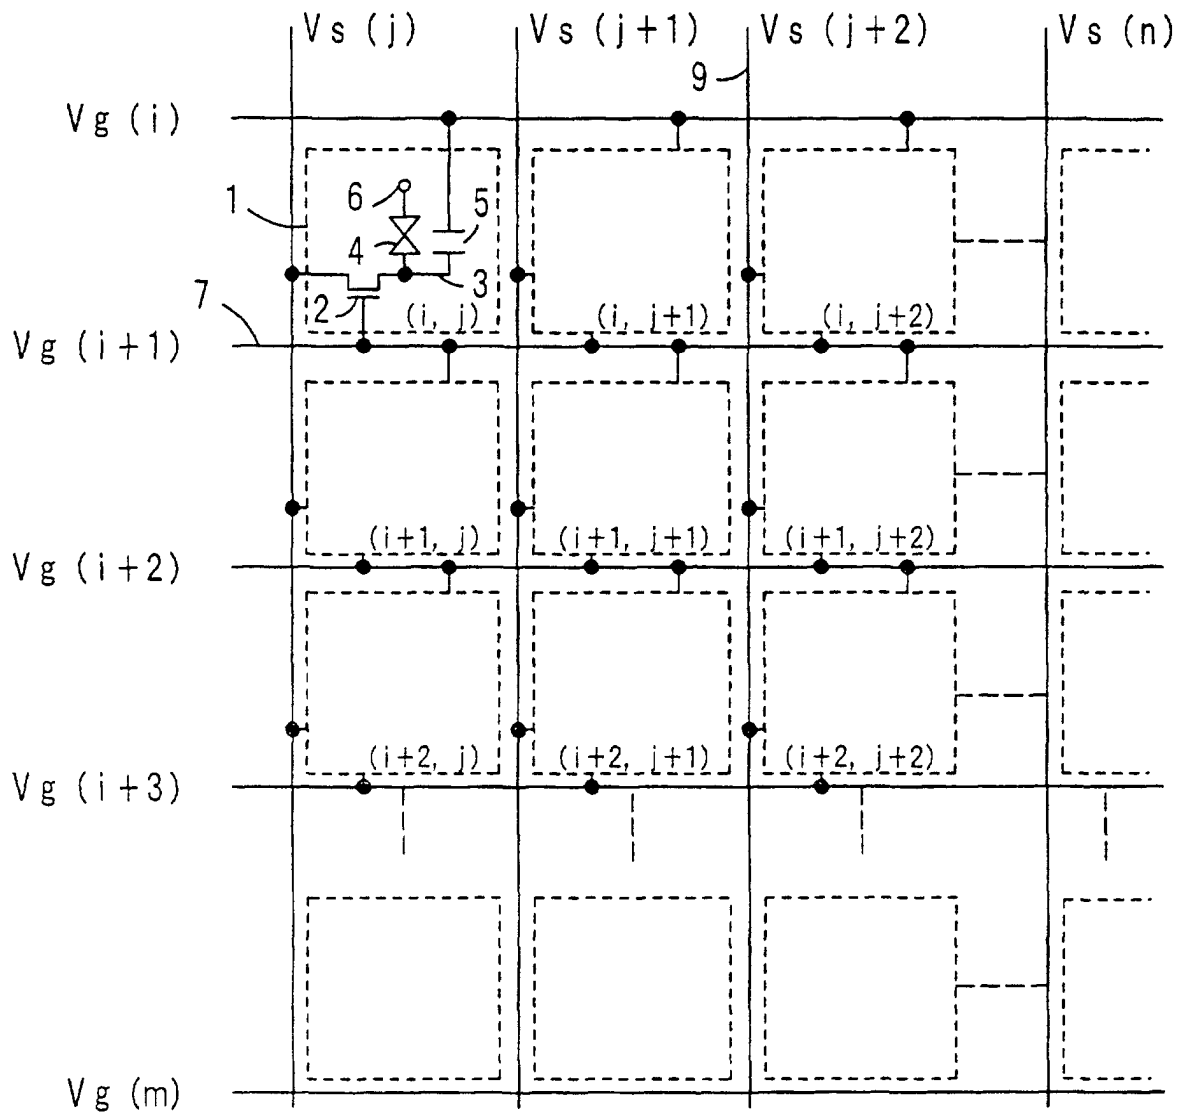 Vs (j) Vs (j+1) Vs (j+2) Vs (n)
9
Vg (i)
1 6 5
4
7 3
2 (i, j) (i, j+1) (i, j+2)
Vg (i+1)
(i+1, j) (i+1, j+1) (i+1, j+2)
Vg (i+2)
(i+2, j) (i+2, j+1) (i+2, j+2)
Vg (i+3)
Vg (m)